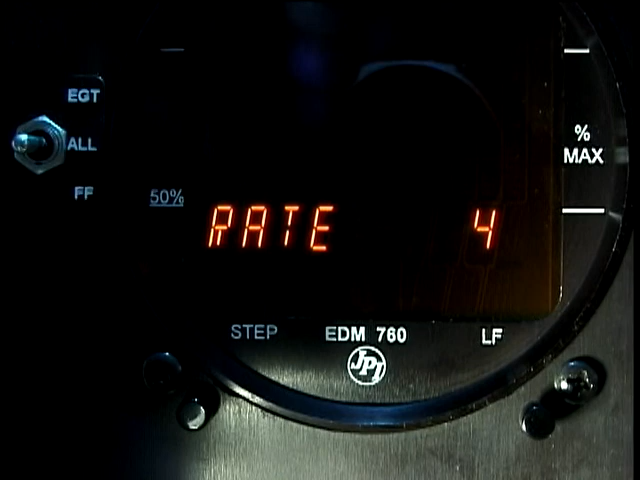 EGT
ALL
FF
50%
% MAX
RATE 4
STEP EDM 760 LF
JPI